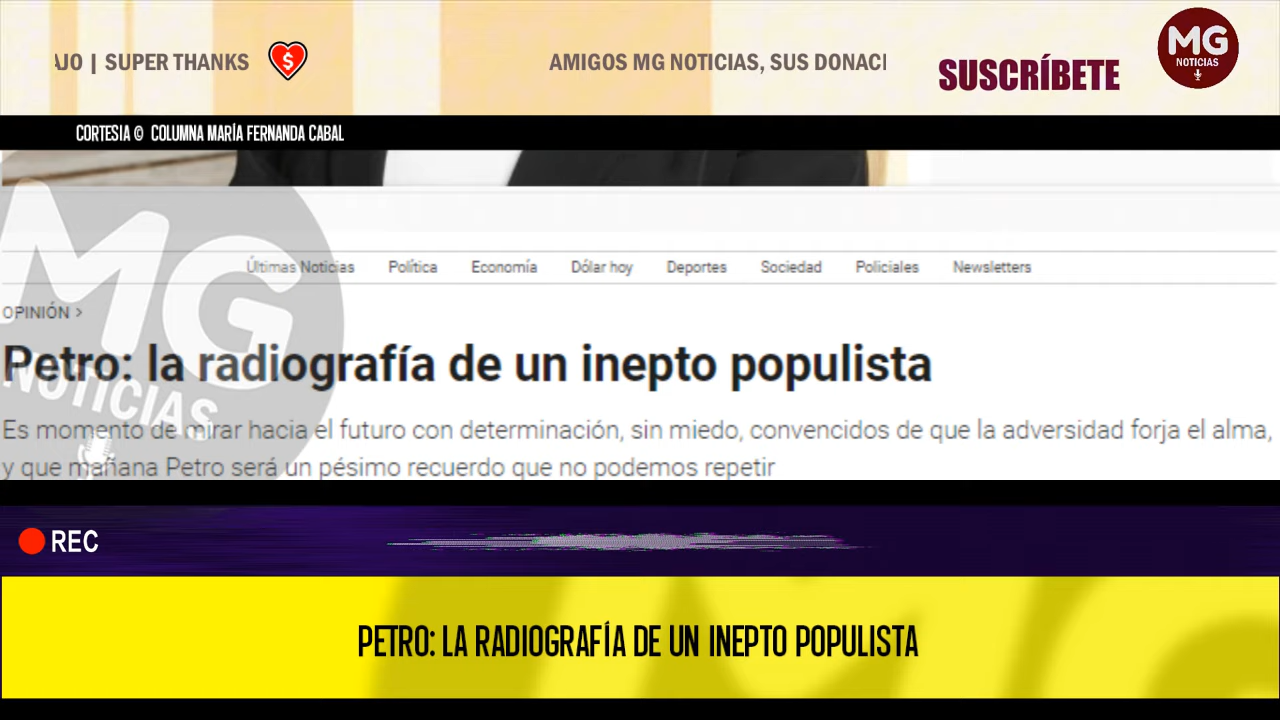 JO | SUPER THANKS
AMIGOS MG NOTICIAS, SUS DONACI
SUSCRÍBETE
MG
NOTICIAS
CORTESIA © COLUMNA MARÍA FERNANDA CABAL
Últimas Noticias Política Economía Dólar hoy Deportes Sociedad Policiales Newsletters
OPINIÓN >
Petro: la radiografía de un inepto populista
Es momento de mirar hacia el futuro con determinación, sin miedo, convencidos de que la adversidad forja el alma,
y que mañana Petro será un pésimo recuerdo que no podemos repetir
MG
NOTICIAS
REC
PETRO: LA RADIOGRAFÍA DE UN INEPTO POPULISTA